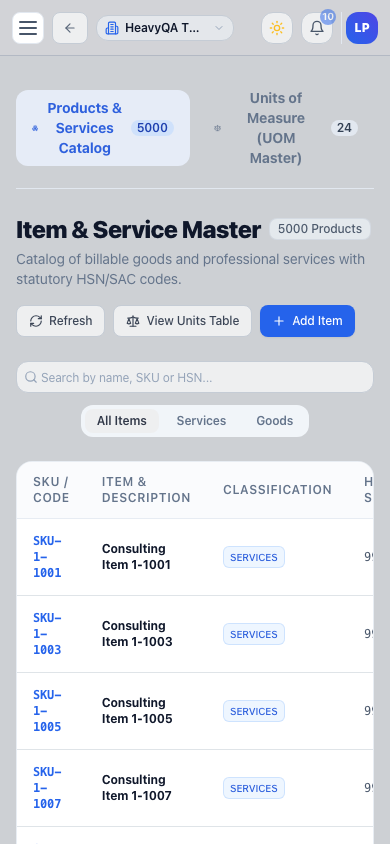 HeavyQA T...
10
LP
Products &
Services
Catalog
5000
Units of
Measure
(UOM
Master)
24
Item & Service Master
5000 Products
Catalog of billable goods and professional services with
statutory HSN/SAC codes.
Refresh
View Units Table
Add Item
Search by name, SKU or HSN...
All Items
Services
Goods
SKU /
CODE
ITEM &
DESCRIPTION
CLASSIFICATION
SKU-
1-
1001
Consulting
Item 1-1001
SERVICES
SKU-
1-
1003
Consulting
Item 1-1003
SERVICES
SKU-
1-
1005
Consulting
Item 1-1005
SERVICES
SKU-
1-
1007
Consulting
Item 1-1007
SERVICES